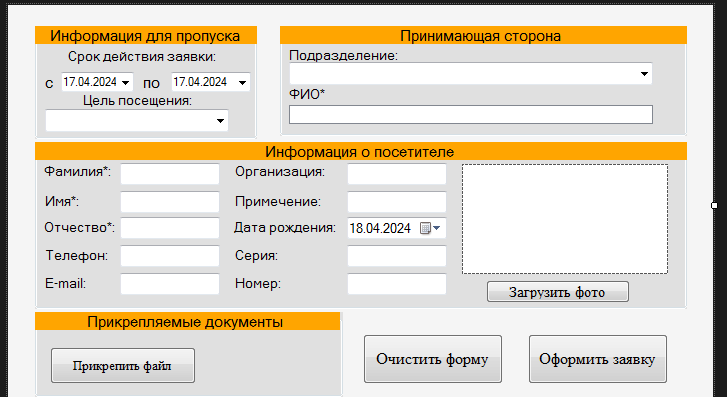 Информация для пропуска
Срок действия заявки:
с 17.04.2024 по 17.04.2024
Цель посещения:
Принимающая сторона
Подразделение:
ФИО*
Информация о посетителе
Фамилия*:
Имя*:
Отчество*:
Телефон:
E-mail:
Организация:
Примечение:
Дата рождения: 18.04.2024
Серия:
Номер:
Загрузить фото
Прикрепляемые документы
Прикрепить файл
Очистить форму
Оформить заявку